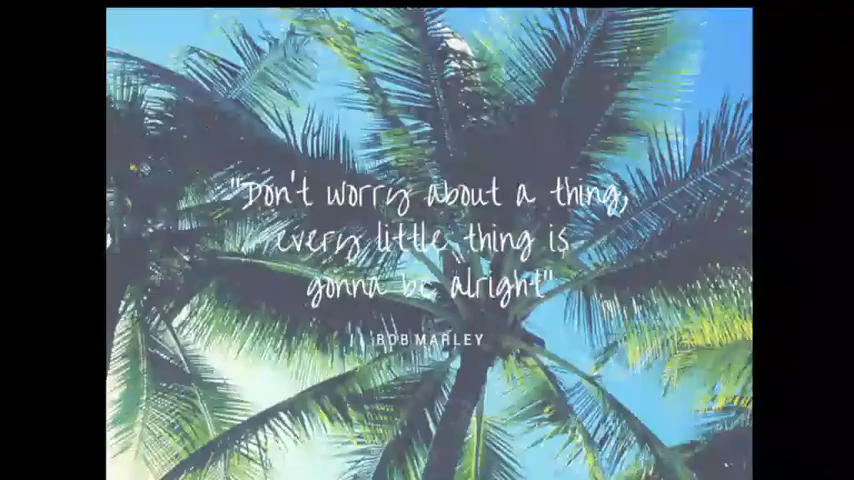 "Don't worry about a thing,
every little thing is
gonna be alright"
// BOB MARLEY